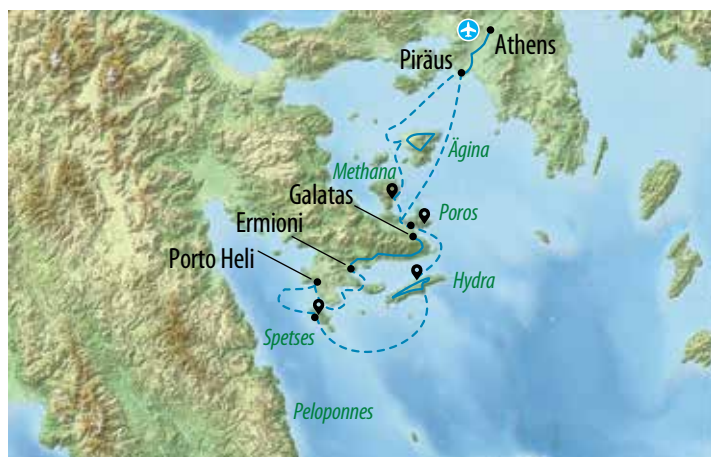 Athens
Piräus
Ägina
Methana
Galatas
Poros
Ermioni
Porto Heli
Hydra
Spetses
Peloponnes